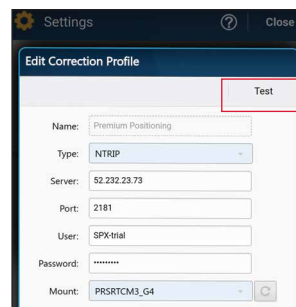 Settings ? Close
Edit Correction Profile
Test
Name: Premium Positioning
Type: NTRIP
Server: 52.232.23.73
Port: 2181
User: SPX-trial
Password: •••••••••
Mount: PRSRTCM3_G4